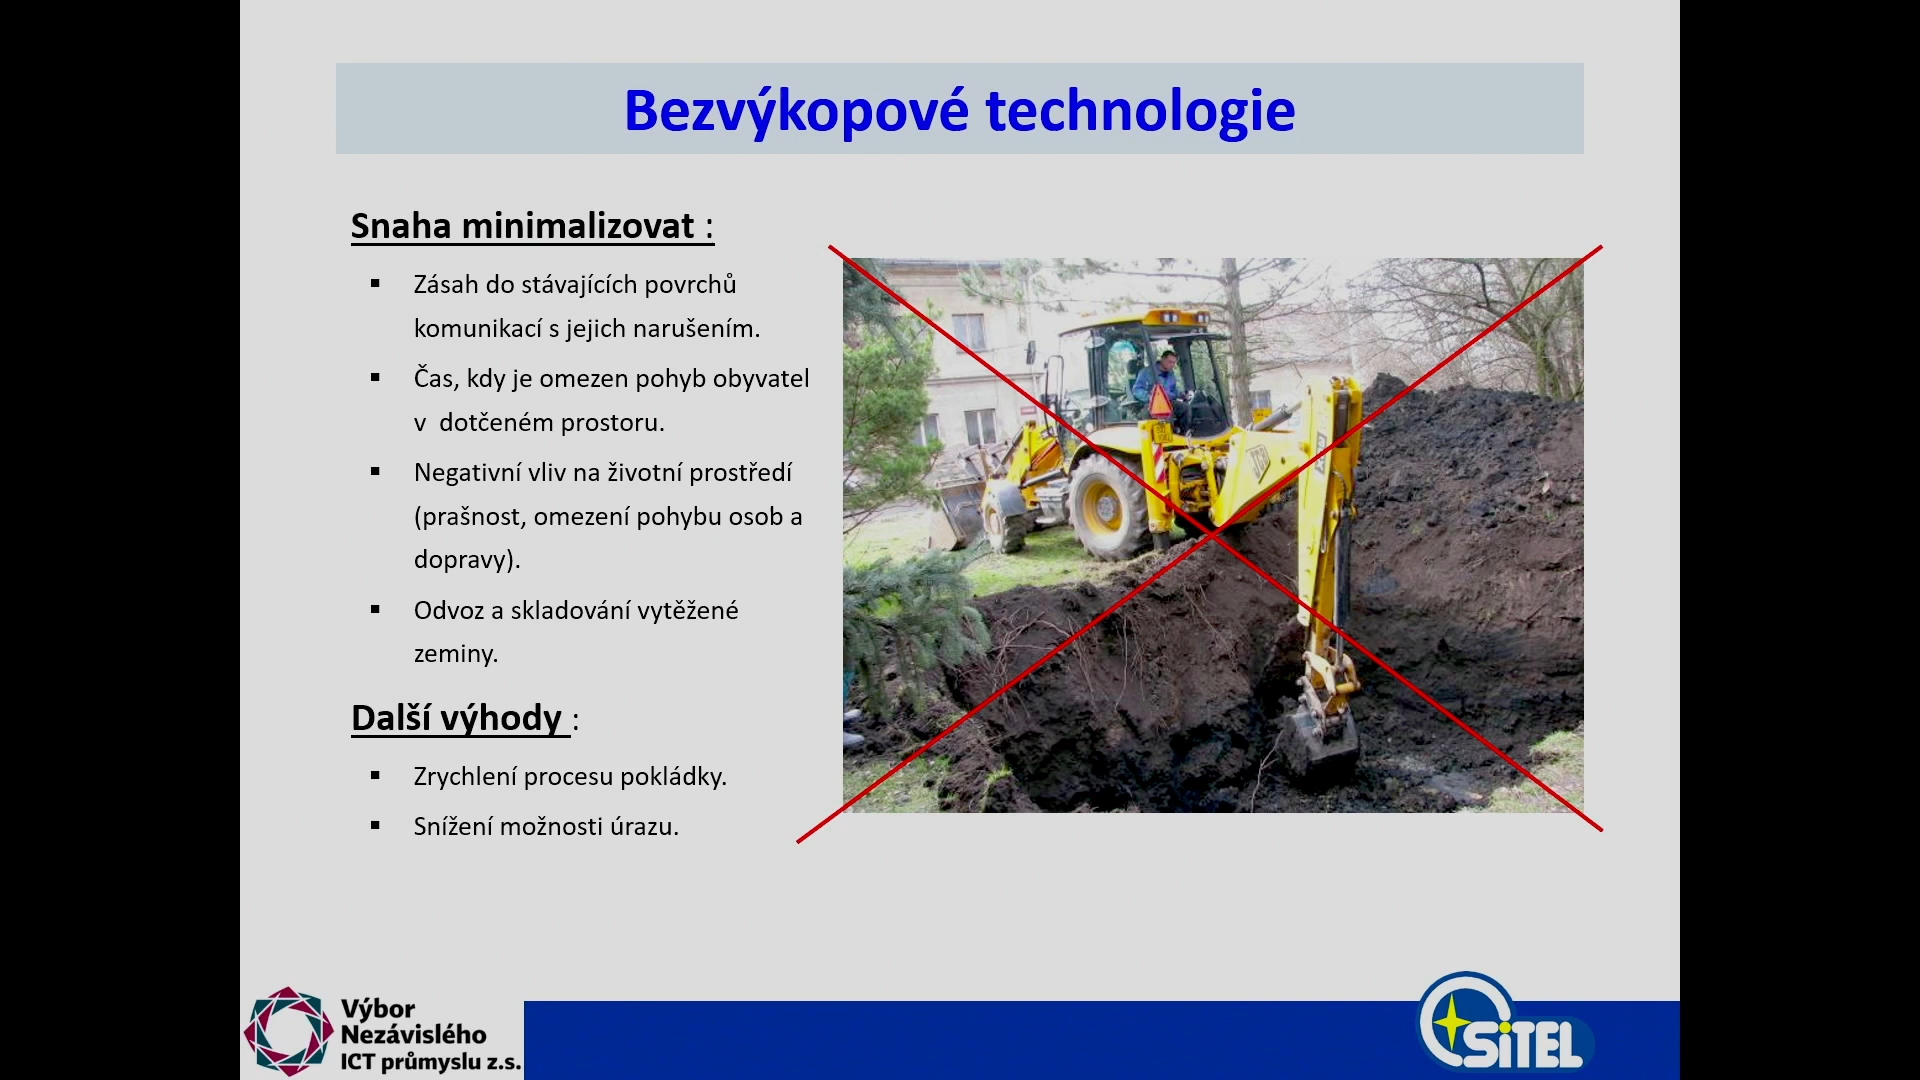 Bezvýkopové technologie
Snaha minimalizovat :
▪ Zásah do stávajících povrchů
komunikací s jejich narušením.
▪ Čas, kdy je omezen pohyb obyvatel
v dotčeném prostoru.
▪ Negativní vliv na životní prostředí
(prašnost, omezení pohybu osob a
dopravy).
▪ Odvoz a skladování vytěžené
zeminy.
Další výhody :
▪ Zrychlení procesu pokládky.
▪ Snížení možnosti úrazu.
JCB
Výbor
Nezávislého
ICT průmyslu z.s.
SiTEL